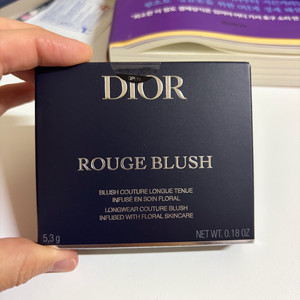 DIOR
ROUGE BLUSH
BLUSH COUTURE LONGUE TENUE
INFUSÉ EN SOIN FLORAL
LONGWEAR COUTURE BLUSH
INFUSED WITH FLORAL SKINCARE
5,3 g
NET WT. 0.18 OZ